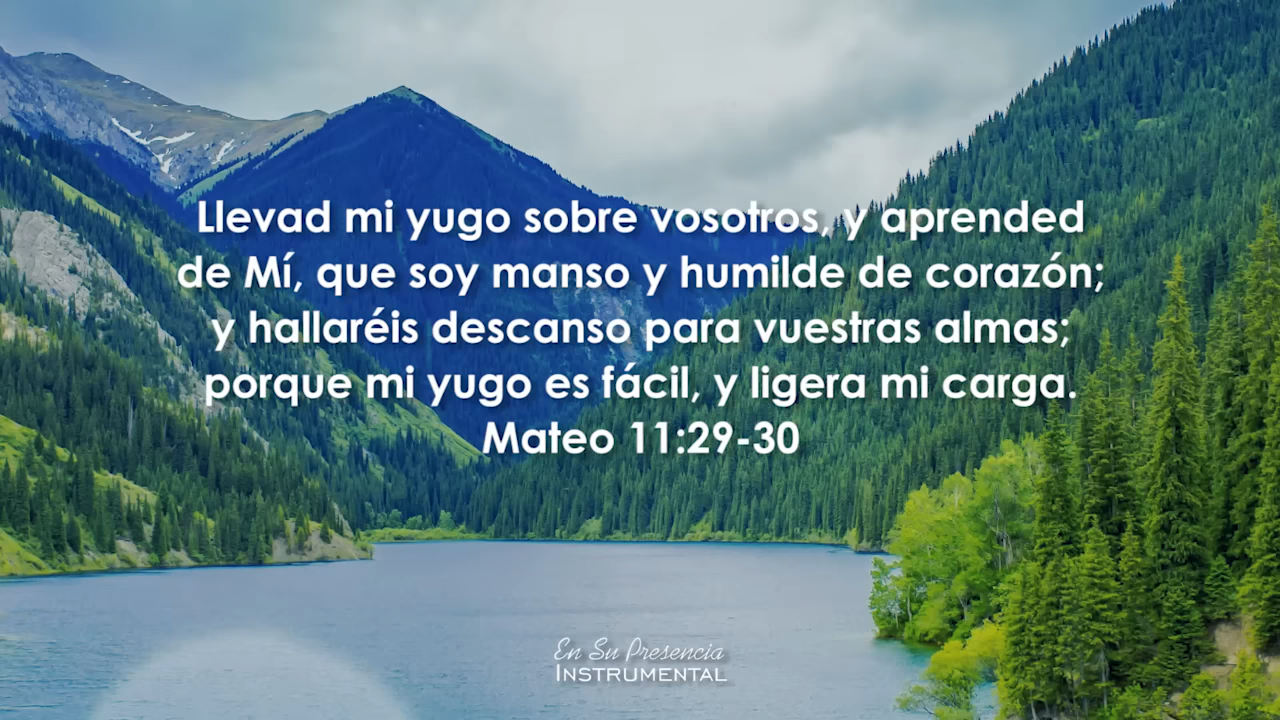 Llevad mi yugo sobre vosotros, y aprended
de Mí, que soy manso y humilde de corazón;
y hallaréis descanso para vuestras almas;
porque mi yugo es fácil, y ligera mi carga.
Mateo 11:29-30
En Su Presencia
INSTRUMENTAL